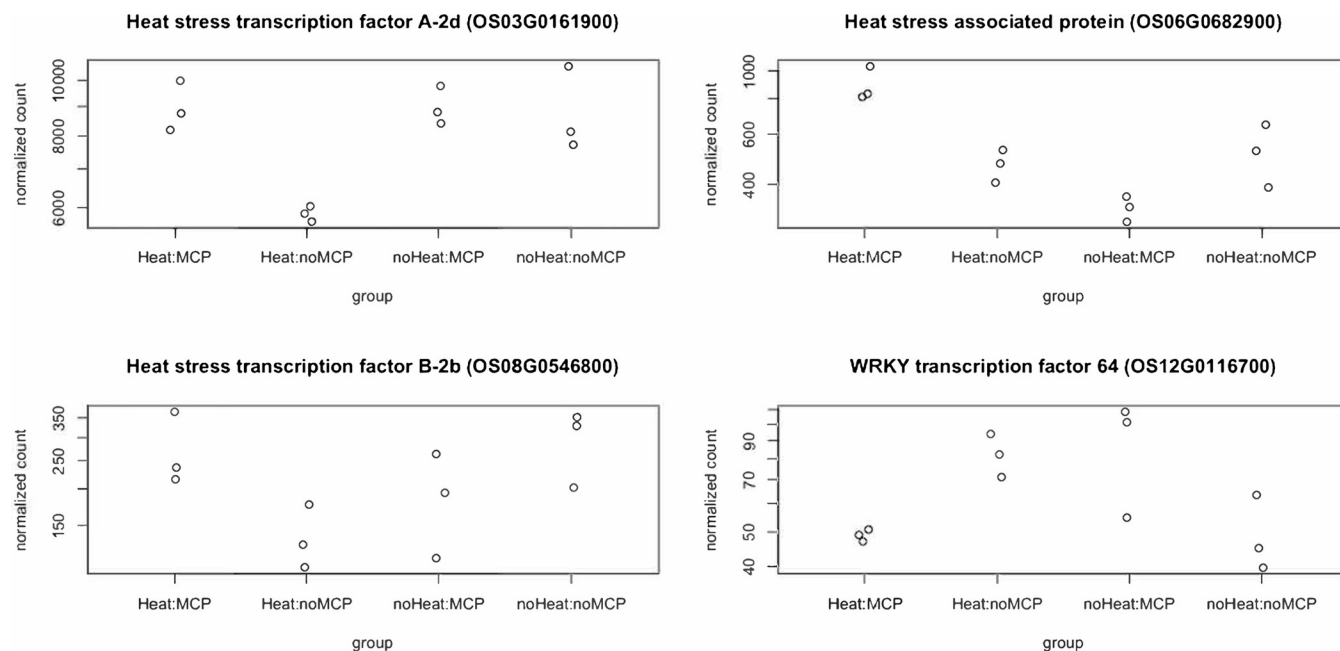 Heat stress transcription factor A-2d (OS03G0161900)
normalized count
10000
8000
6000
Heat:MCP
Heat:noMCP
noHeat:MCP
noHeat:noMCP
group
Heat stress associated protein (OS06G0682900)
normalized count
1000
600
400
Heat:MCP
Heat:noMCP
noHeat:MCP
noHeat:noMCP
group
Heat stress transcription factor B-2b (OS08G0546800)
normalized count
350
250
150
Heat:MCP
Heat:noMCP
noHeat:MCP
noHeat:noMCP
group
WRKY transcription factor 64 (OS12G0116700)
normalized count
90
70
50
40
Heat:MCP
Heat:noMCP
noHeat:MCP
noHeat:noMCP
group